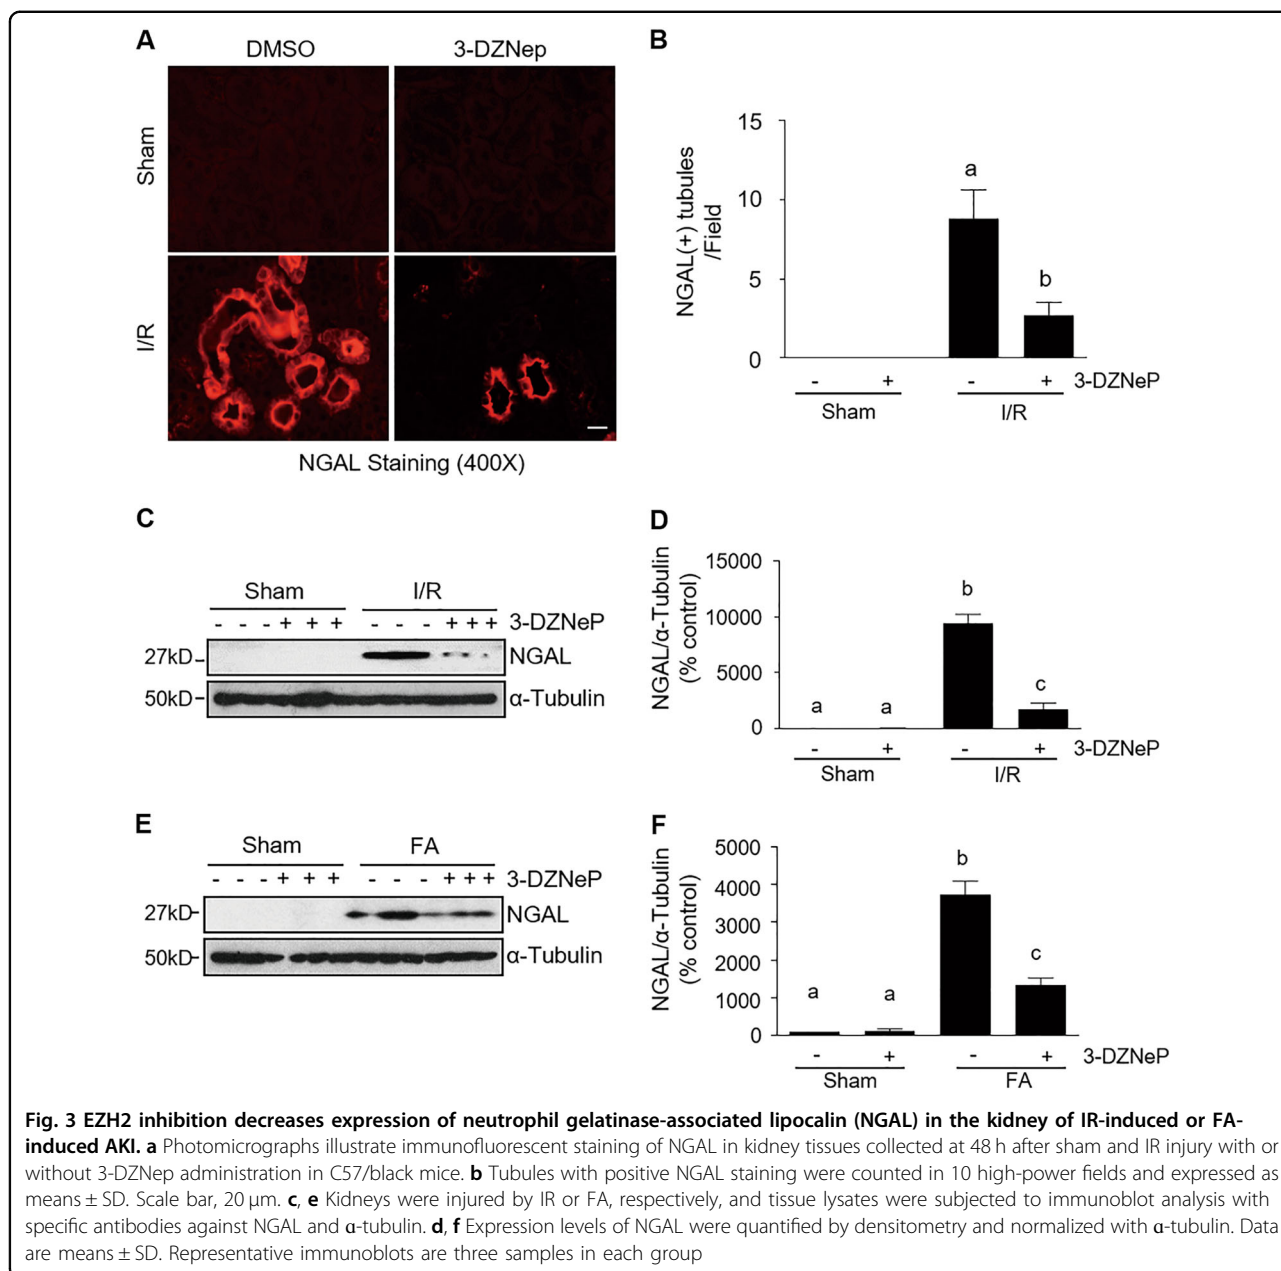 A
DMSO
3-DZNep
Sham
I/R
NGAL Staining (400X)
B
NGAL(+) tubules
/Field
15
10
5
0
a
b
- + - + 3-DZNeP
Sham I/R
C
Sham I/R
- - - + + + - - - + + + 3-DZNeP
27kD NGAL
50kD α-Tubulin
D
NGAL/α-Tubulin
(% control)
15000
10000
5000
0
a a b c
- + - + 3-DZNeP
Sham I/R
E
Sham FA
- - - + + + - - - + + + 3-DZNeP
27kD NGAL
50kD α-Tubulin
F
NGAL/α-Tubulin
(% control)
5000
4000
3000
2000
1000
0
a a b c
- + - + 3-DZNeP
Sham FA
Fig. 3 EZH2 inhibition decreases expression of neutrophil gelatinase-associated lipocalin (NGAL) in the kidney of IR-induced or FA-
induced AKI. a Photomicrographs illustrate immunofluorescent staining of NGAL in kidney tissues collected at 48 h after sham and IR injury with or
without 3-DZNep administration in C57/black mice. b Tubules with positive NGAL staining were counted in 10 high-power fields and expressed as
means ± SD. Scale bar, 20 µm. c, e Kidneys were injured by IR or FA, respectively, and tissue lysates were subjected to immunoblot analysis with
specific antibodies against NGAL and α-tubulin. d, f Expression levels of NGAL were quantified by densitometry and normalized with α-tubulin. Data
are means ± SD. Representative immunoblots are three samples in each group